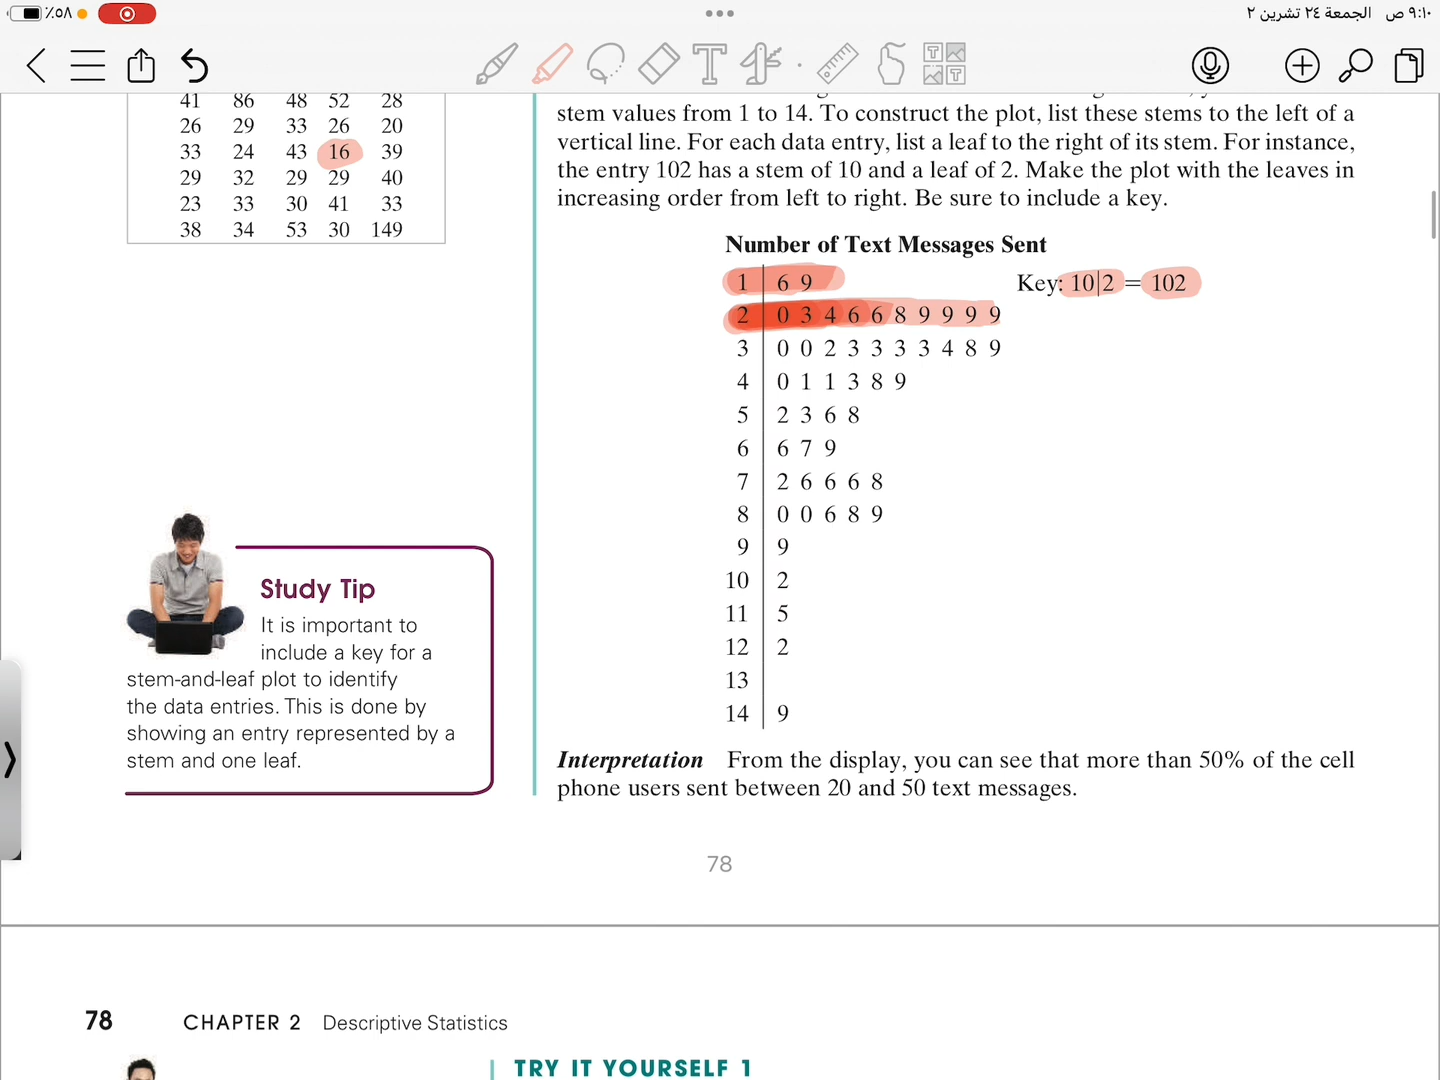 ٪٥٨
٩:١٠ ص الجمعة ٢٤ تشرين ٢
41 86 48 52 28
26 29 33 26 20
33 24 43 16 39
29 32 29 29 40
23 33 30 41 33
38 34 53 30 149
stem values from 1 to 14. To construct the plot, list these stems to the left of a
vertical line. For each data entry, list a leaf to the right of its stem. For instance,
the entry 102 has a stem of 10 and a leaf of 2. Make the plot with the leaves in
increasing order from left to right. Be sure to include a key.
Number of Text Messages Sent
1 | 6 9
Key: 10|2 = 102
2 | 0 3 4 6 6 8 9 9 9 9
3 | 0 0 2 3 3 3 3 4 8 9
4 | 0 1 1 3 8 9
5 | 2 3 6 8
6 | 6 7 9
7 | 2 6 6 6 8
8 | 0 0 6 8 9
9 | 9
10 | 2
11 | 5
12 | 2
13 |
14 | 9
Study Tip
It is important to
include a key for a
stem-and-leaf plot to identify
the data entries. This is done by
showing an entry represented by a
stem and one leaf.
Interpretation From the display, you can see that more than 50% of the cell
phone users sent between 20 and 50 text messages.
78
78 CHAPTER 2 Descriptive Statistics
TRY IT YOURSELF 1